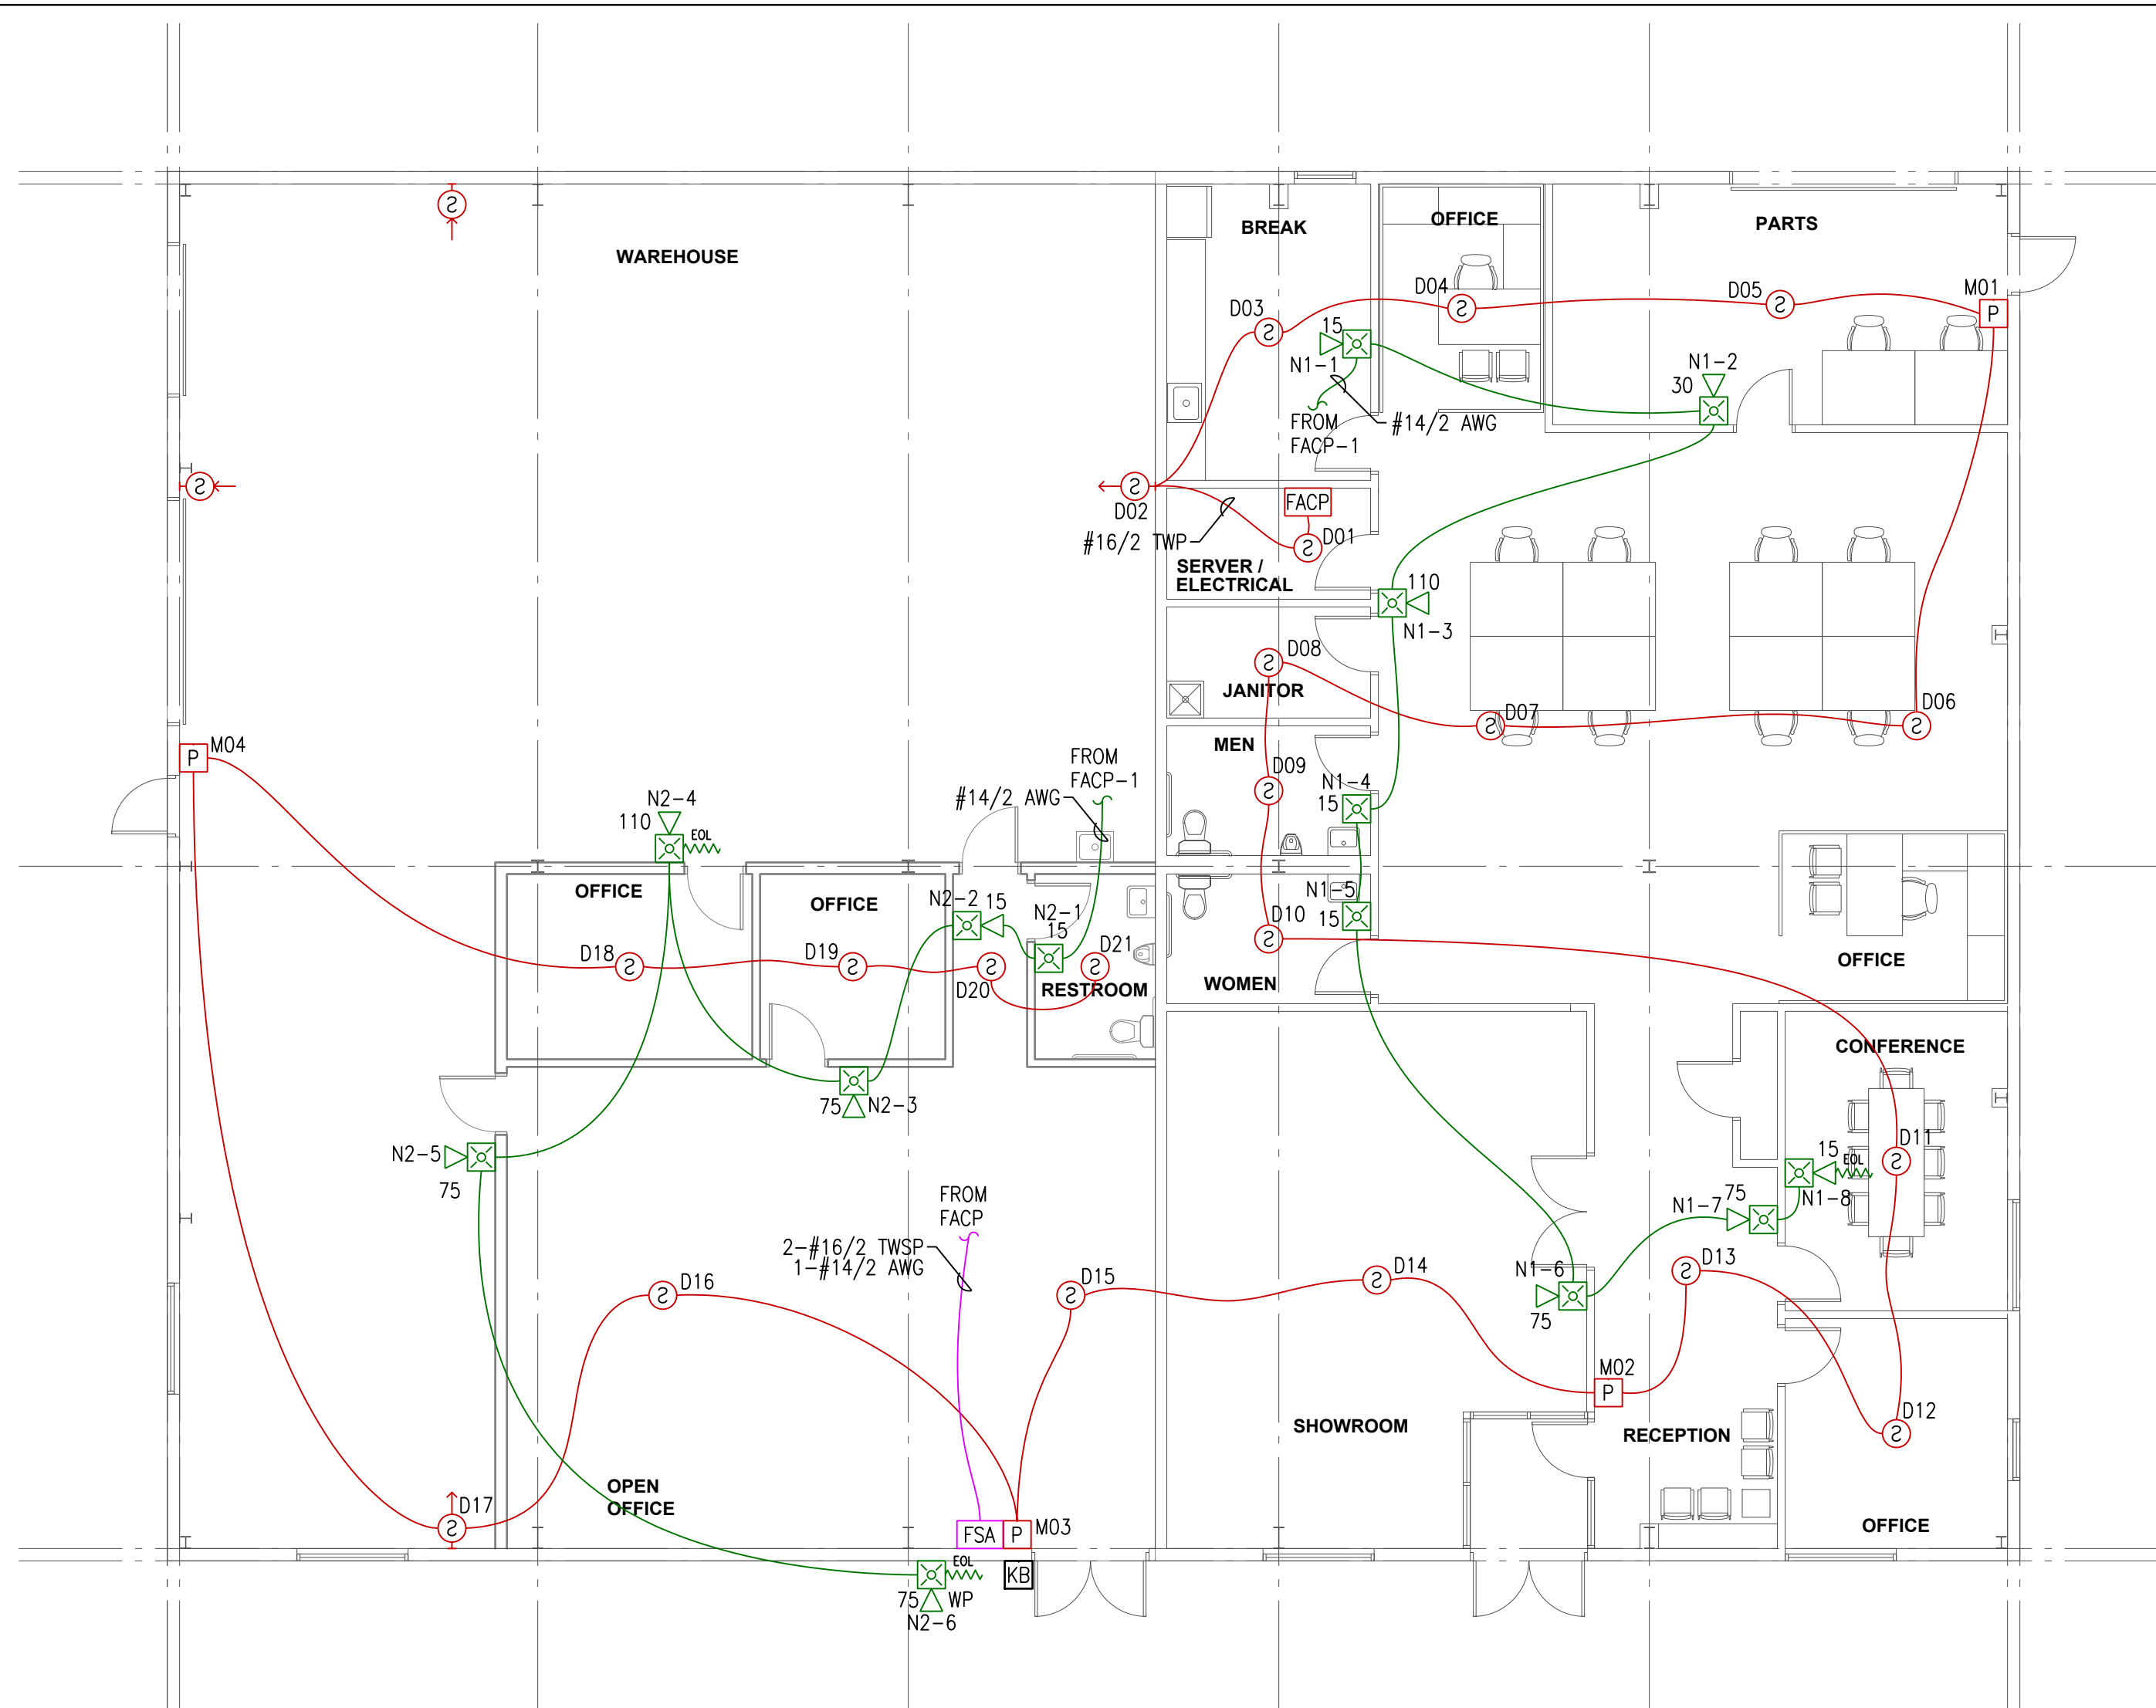 BREAK
OFFICE
PARTS
WAREHOUSE
S
D03
D04
D05
M01
S
S
S
P
15
N1-1
N1-2
30
FROM
FACP-1
#14/2 AWG
S
S
D02
FACP
#16/2 TWP
S
D01
SERVER /
ELECTRICAL
110
N1-3
S
D08
JANITOR
S
D07
S
D06
M04
P
MEN
FROM
FACP-1
D09
S
N1-4
15
N2-4
110
EOL
#14/2 AWG
OFFICE
OFFICE
N2-2
15
N2-1
15
N1-5
15
D10
S
D18
S
D19
S
S
D20
D21
S
RESTROOM
WOMEN
OFFICE
CONFERENCE
75
N2-3
N2-5
75
D11
S
15
EOL
N1-8
N1-7
75
FROM
FACP
2-#16/2 TWSP
1-#14/2 AWG
D16
S
D15
S
D14
S
N1-6
75
D13
S
M02
P
SHOWROOM
RECEPTION
D12
S
OPEN
OFFICE
D17
S
FSA
P
M03
OFFICE
EOL
KB
75
WP
N2-6